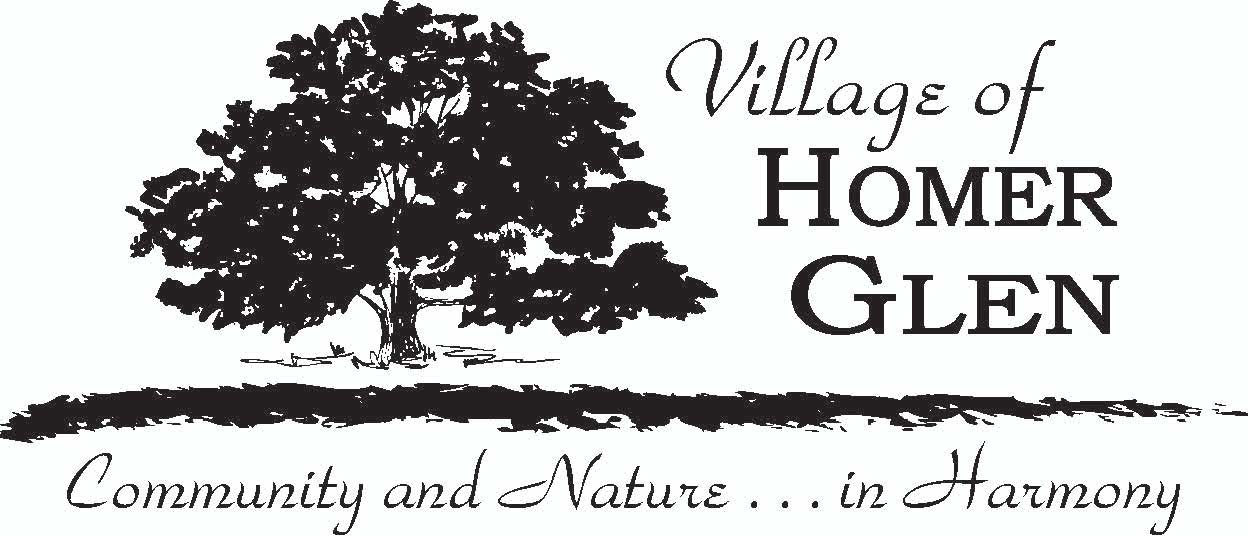 Village of
HOMER
GLEN
Community and Nature . . . in Harmony